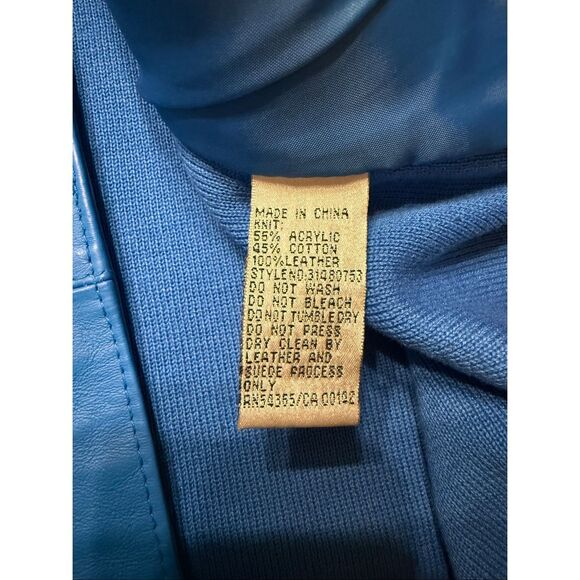 MADE IN CHINA
KNIT:
55% ACRYLIC
45% COTTON
100%LEATHER
STYLENO.31480753
DO NOT WASH
DO NOT BLEACH
DO NOT TUMBLE DRY
DO NOT PRESS
DRY CLEAN BY
LEATHER AND
SUEDE PROCESS
ONLY
RN54365/CA 00142